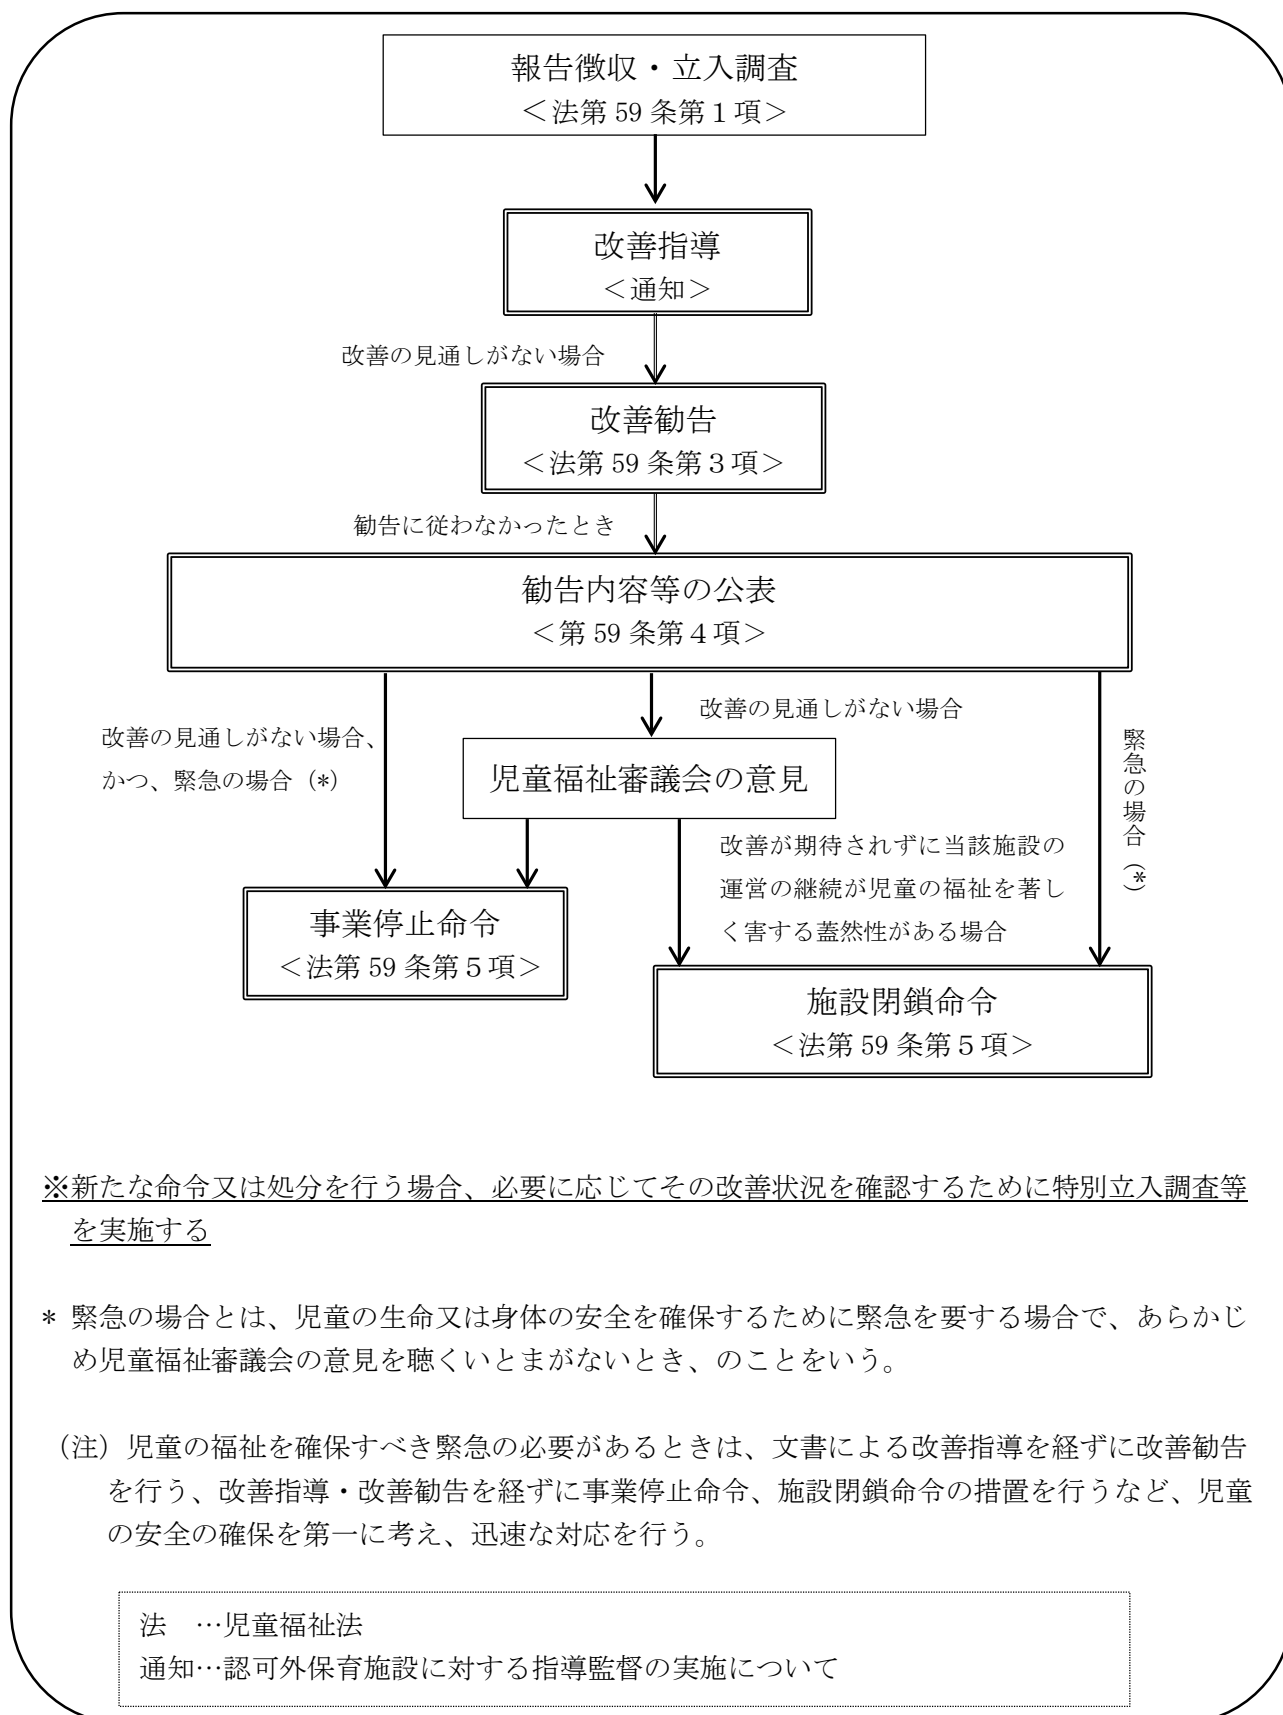 報告徴収・立入調査
＜法第 59 条第１項＞
改善指導
＜通知＞
改善の見通しがない場合
改善勧告
＜法第 59 条第３項＞
勧告に従わなかったとき
勧告内容等の公表
＜第 59 条第４項＞
改善の見通しがない場合、
かつ、緊急の場合（*）
改善の見通しがない場合
緊急の場合（*）
児童福祉審議会の意見
改善が期待されずに当該施設の
運営の継続が児童の福祉を著し
く害する蓋然性がある場合
事業停止命令
＜法第 59 条第５項＞
施設閉鎖命令
＜法第 59 条第５項＞
※新たな命令又は処分を行う場合、必要に応じてその改善状況を確認するために特別立入調査等
を実施する
* 緊急の場合とは、児童の生命又は身体の安全を確保するために緊急を要する場合で、あらかじ
め児童福祉審議会の意見を聴くいとまがないとき、のことをいう。
（注）児童の福祉を確保すべき緊急の必要があるときは、文書による改善指導を経ずに改善勧告
を行う、改善指導・改善勧告を経ずに事業停止命令、施設閉鎖命令の措置を行うなど、児童
の安全の確保を第一に考え、迅速な対応を行う。
法　…児童福祉法
通知…認可外保育施設に対する指導監督の実施について